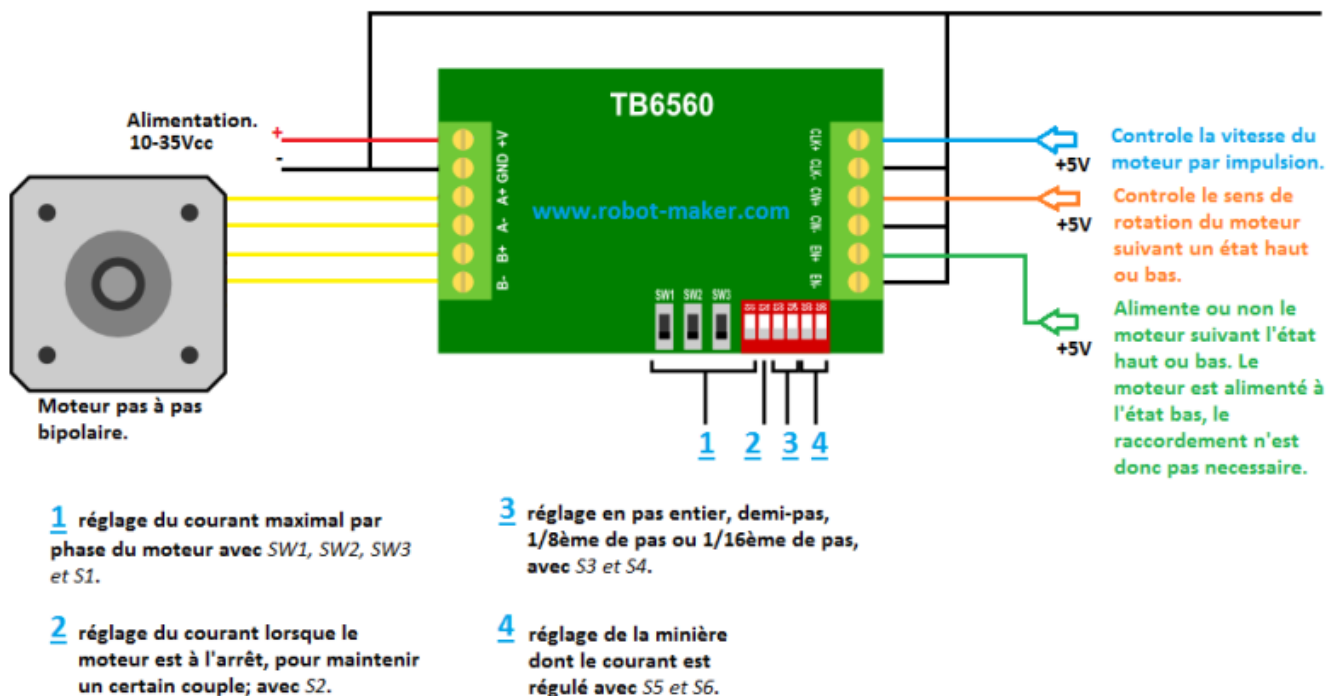 TB6560
Alimentation.
10-35Vcc
+
-
+V
GND
A+
A-
B+
B-
www.robot-maker.com
CLK+
CLK-
CW+
CW-
EN+
EN-
SW1 SW2 SW3
+5V
Controle la vitesse du
moteur par impulsion.
+5V
Controle le sens de
rotation du moteur
suivant un état haut
ou bas.
+5V
Alimente ou non le
moteur suivant l'état
haut ou bas. Le
moteur est alimenté à
l'état bas, le
raccordement n'est
donc pas necessaire.
Moteur pas à pas
bipolaire.
1 2 3 4
1 réglage du courant maximal par
phase du moteur avec SW1, SW2, SW3
et S1.
2 réglage du courant lorsque le
moteur est à l'arrêt, pour maintenir
un certain couple; avec S2.
3 réglage en pas entier, demi-pas,
1/8ème de pas ou 1/16ème de pas,
avec S3 et S4.
4 réglage de la minière
dont le courant est
régulé avec S5 et S6.